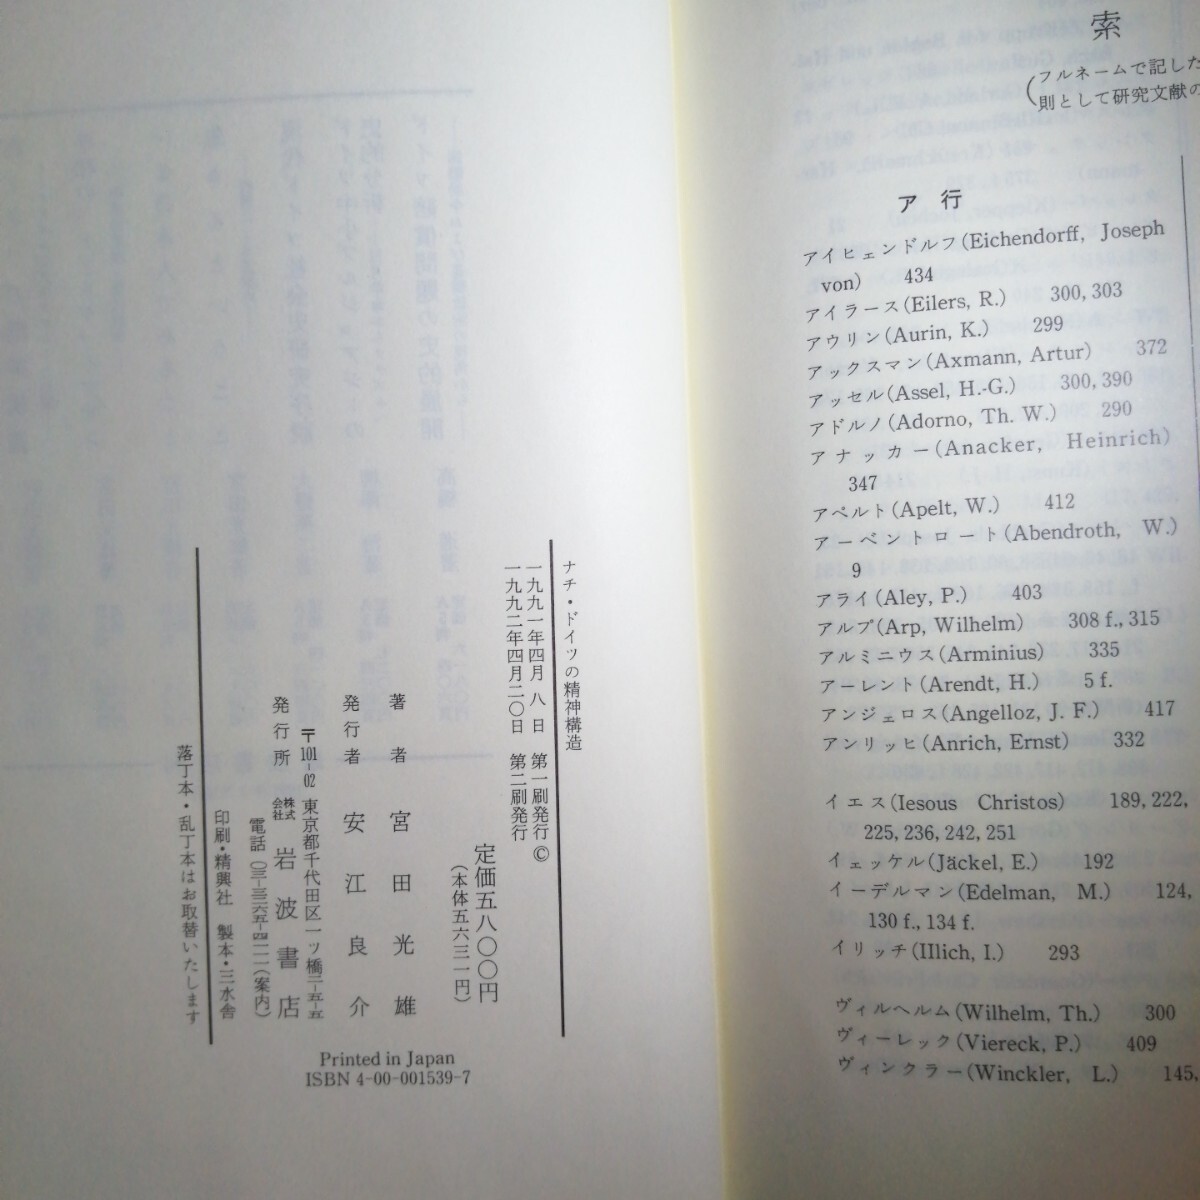 ナチ・ドイツの精神構造
一九九一年四月 八 日　第一刷発行 ©
一九九二年四月二〇日　第二刷発行
定価五八〇〇円
（本体五六三一円）
著　者　宮田光雄
発行者　安江良介
〒101-02 東京都千代田区一ツ橋二-五-五
発行所　株式会社 岩波書店
電話 〇三-三二六五-四一一一（案内）
印刷・精興社　製本・三水舎
落丁本・乱丁本はお取替いたします
Printed in Japan
ISBN 4-00-001539-7
索
フルネームで記した
則として研究文献の
ア 行
アイヒェンドルフ(Eichendorff, Joseph
von)　434
アイラース(Eilers, R.)　300, 303
アウリン(Aurin, K.)　299
アックスマン(Axmann, Artur)　372
アッセル(Assel, H.-G.)　300, 390
アドルノ(Adorno, Th. W.)　290
アナッカー(Anacker, Heinrich)
347
アペルト(Apelt, W.)　412
アーベントロート(Abendroth, W.)
9
アライ(Aley, P.)　403
アルプ(Arp, Wilhelm)　308 f., 315
アルミニウス(Arminius)　335
アーレント(Arendt, H.)　5 f.
アンジェロス(Angelloz, J. F.)　417
アンリッヒ(Anrich, Ernst)　332
イエス(Iesous Christos)　189, 222,
225, 236, 242, 251
イェッケル(Jäckel, E.)　192
イーデルマン(Edelman, M.)　124,
130 f., 134 f.
イリッチ(Illich, I.)　293
ヴィルヘルム(Wilhelm, Th.)　300
ヴィーレック(Viereck, P.)　409
ヴィンクラー(Winckler, L.)　145,